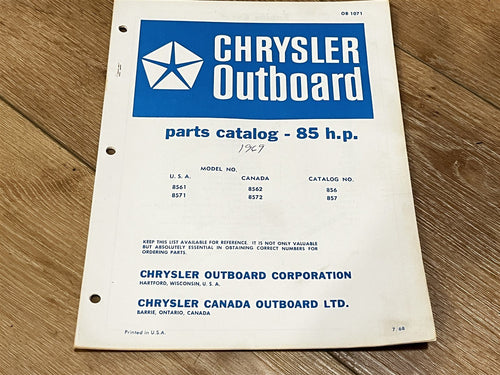 OB 1071
CHRYSLER
Outboard
parts catalog - 85 h.p.
1969
MODEL NO.
U. S. A. CANADA CATALOG NO.
8561 8562 856
8571 8572 857
KEEP THIS LIST AVAILABLE FOR REFERENCE. IT IS NOT ONLY VALUABLE
BUT ABSOLUTELY ESSENTIAL IN OBTAINING CORRECT NUMBERS FOR
ORDERING PARTS.
CHRYSLER OUTBOARD CORPORATION
HARTFORD, WISCONSIN, U. S. A.
CHRYSLER CANADA OUTBOARD LTD.
BARRIE, ONTARIO, CANADA
Printed in U.S.A.